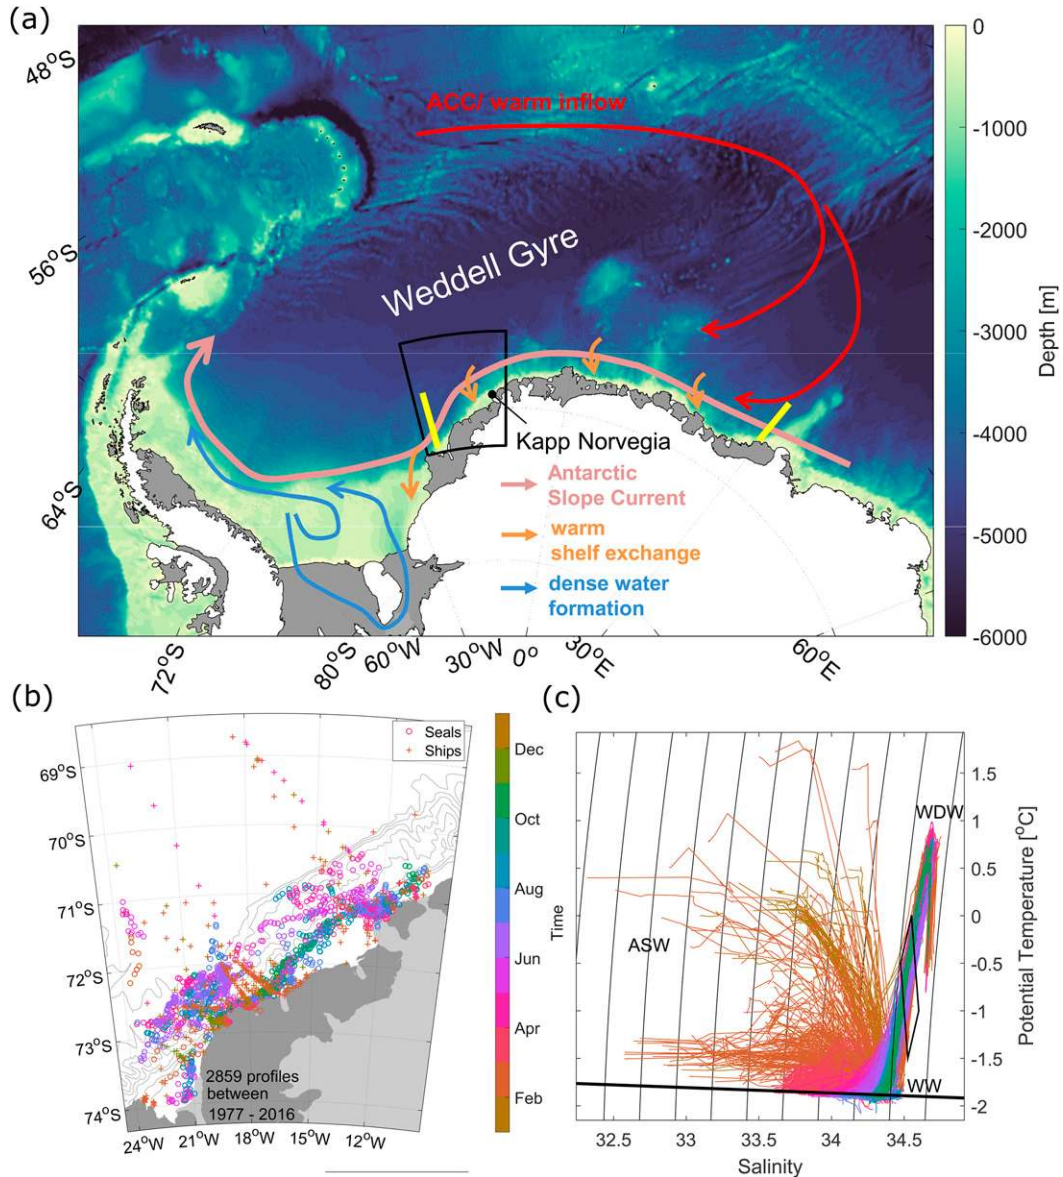 (a)
48°S
56°S
64°S
72°S
80°S
60°W
30°W
0°
30°E
60°E
ACC/ warm inflow
Weddell Gyre
Kapp Norvegia
Antarctic
Slope Current
warm
shelf exchange
dense water
formation
0
-1000
-2000
-3000
-4000
-5000
-6000
Depth [m]
(b)
Seals
Ships
69°S
70°S
71°S
72°S
73°S
74°S
24°W
21°W
18°W
15°W
12°W
2859 profiles
between
1977 - 2016
Dec
Oct
Aug
Jun
Apr
Feb
Time
(c)
WDW
ASW
WW
1.5
1
0.5
0
-0.5
-1
-1.5
-2
Potential Temperature [°C]
32.5
33
33.5
34
34.5
Salinity